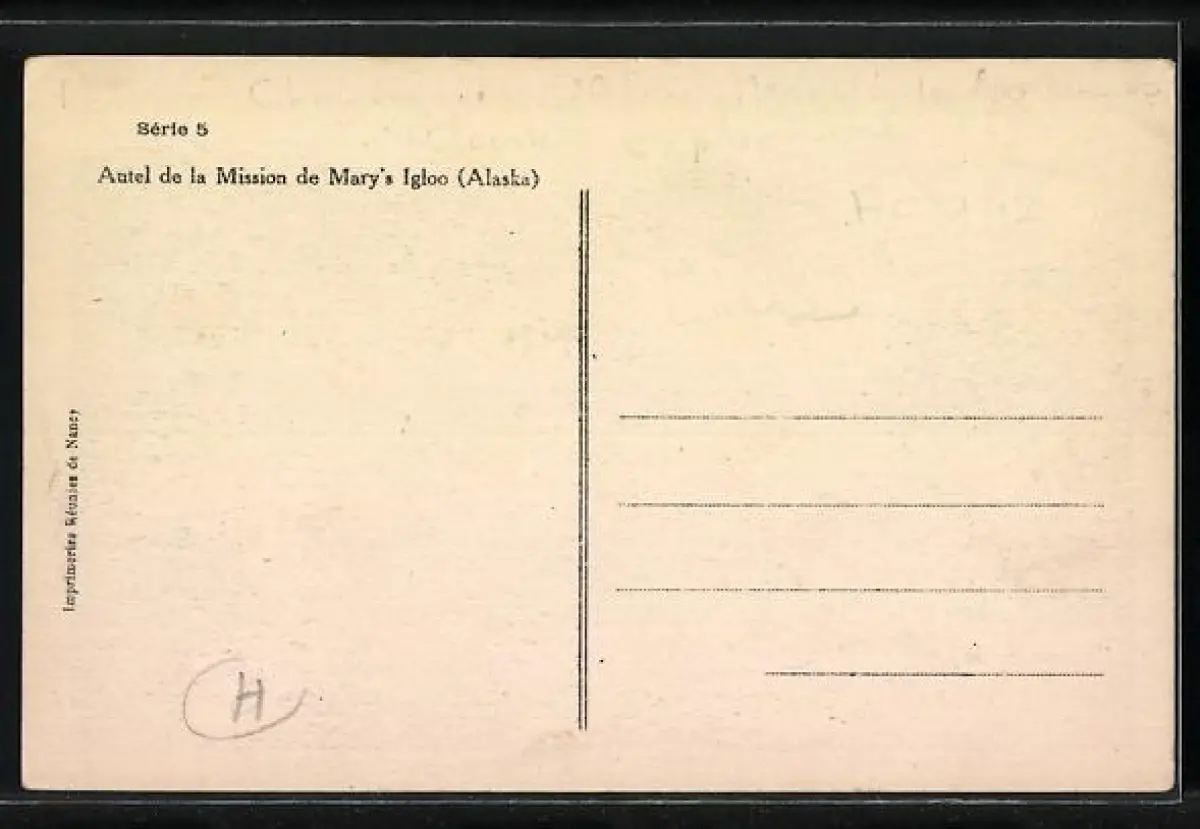 Série 5
Autel de la Mission de Mary's Igloo (Alaska)
Imprimeries Réunies de Nancy
H